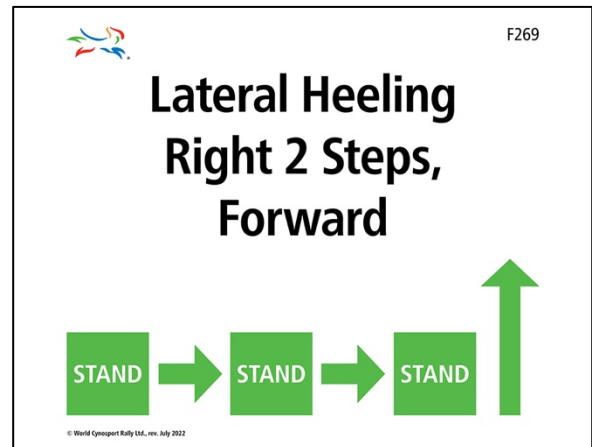 F269
Lateral Heeling
Right 2 Steps,
Forward
STAND STAND STAND
© World Cynosport Rally Ltd., rev. July 2022